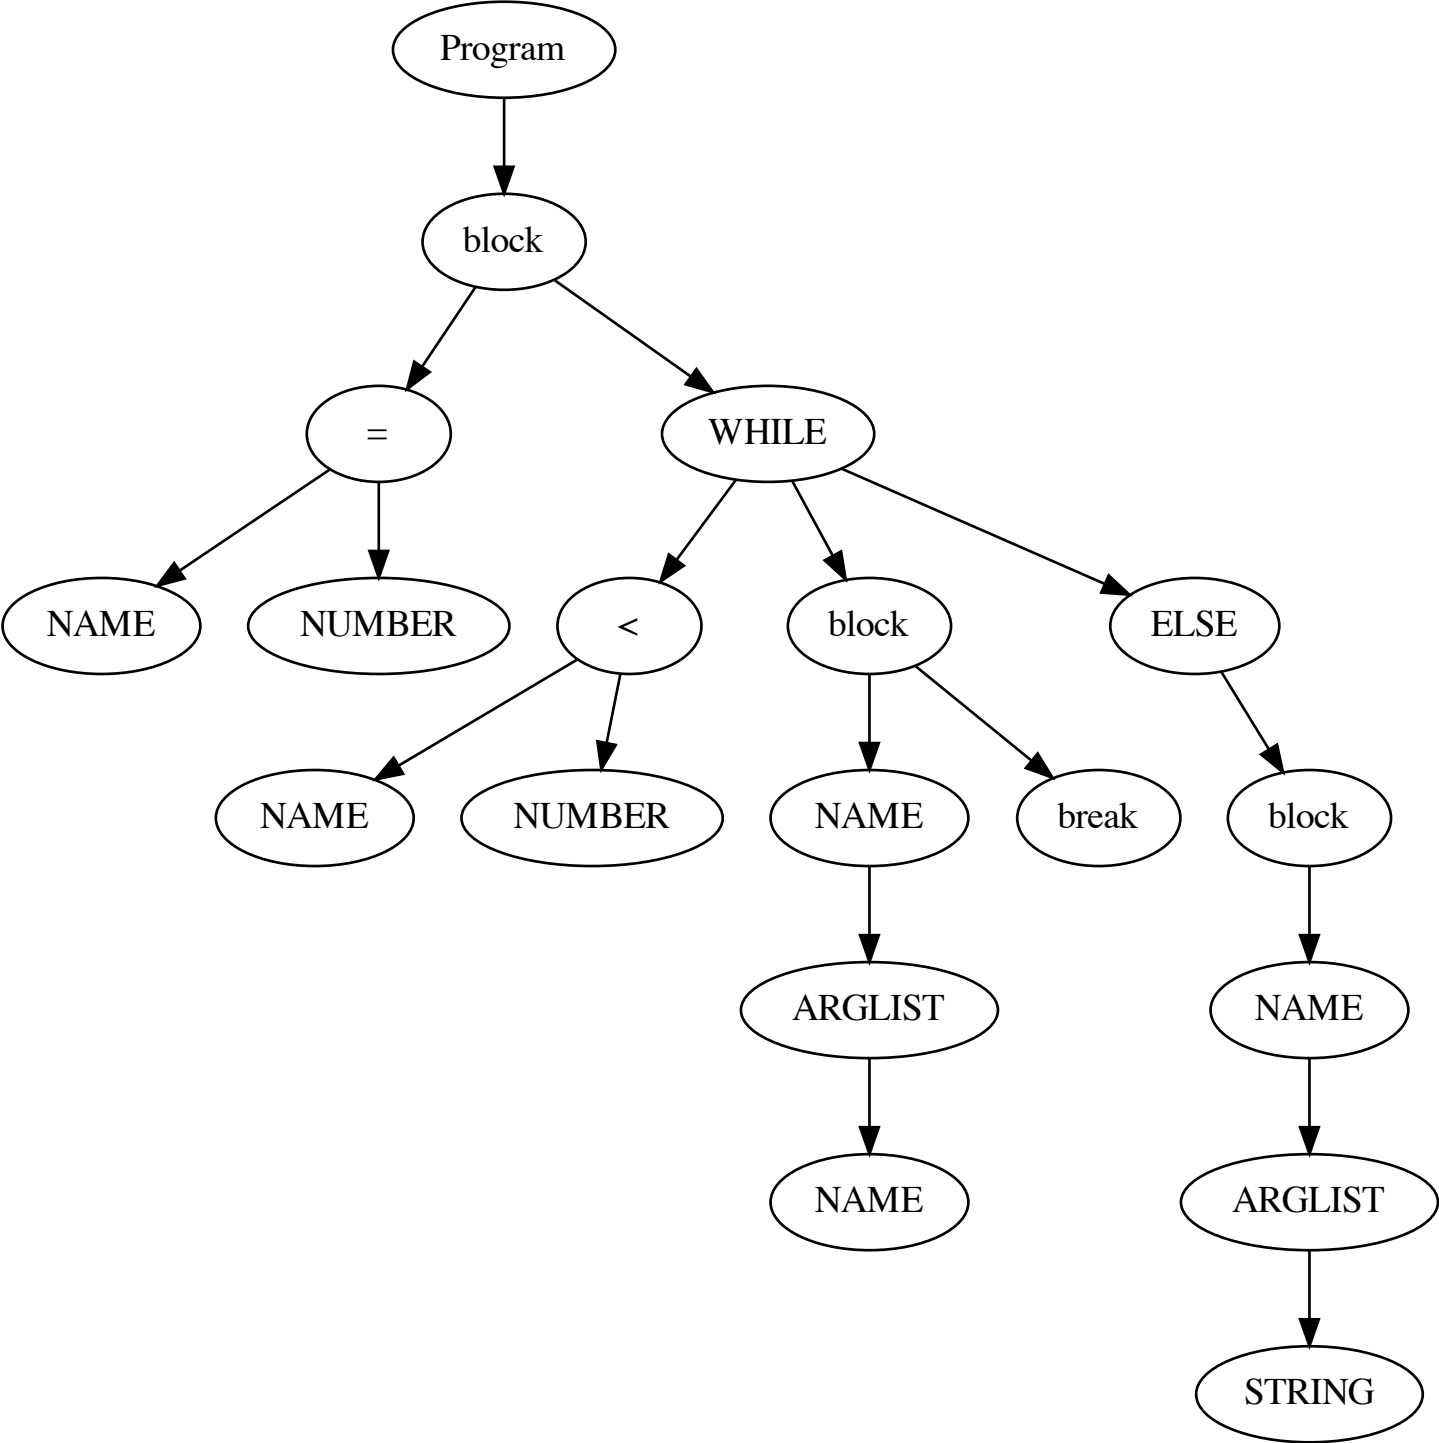 Program
block
= WHILE
NAME NUMBER < block ELSE
NAME NUMBER NAME break block
ARGLIST NAME
NAME ARGLIST
STRING